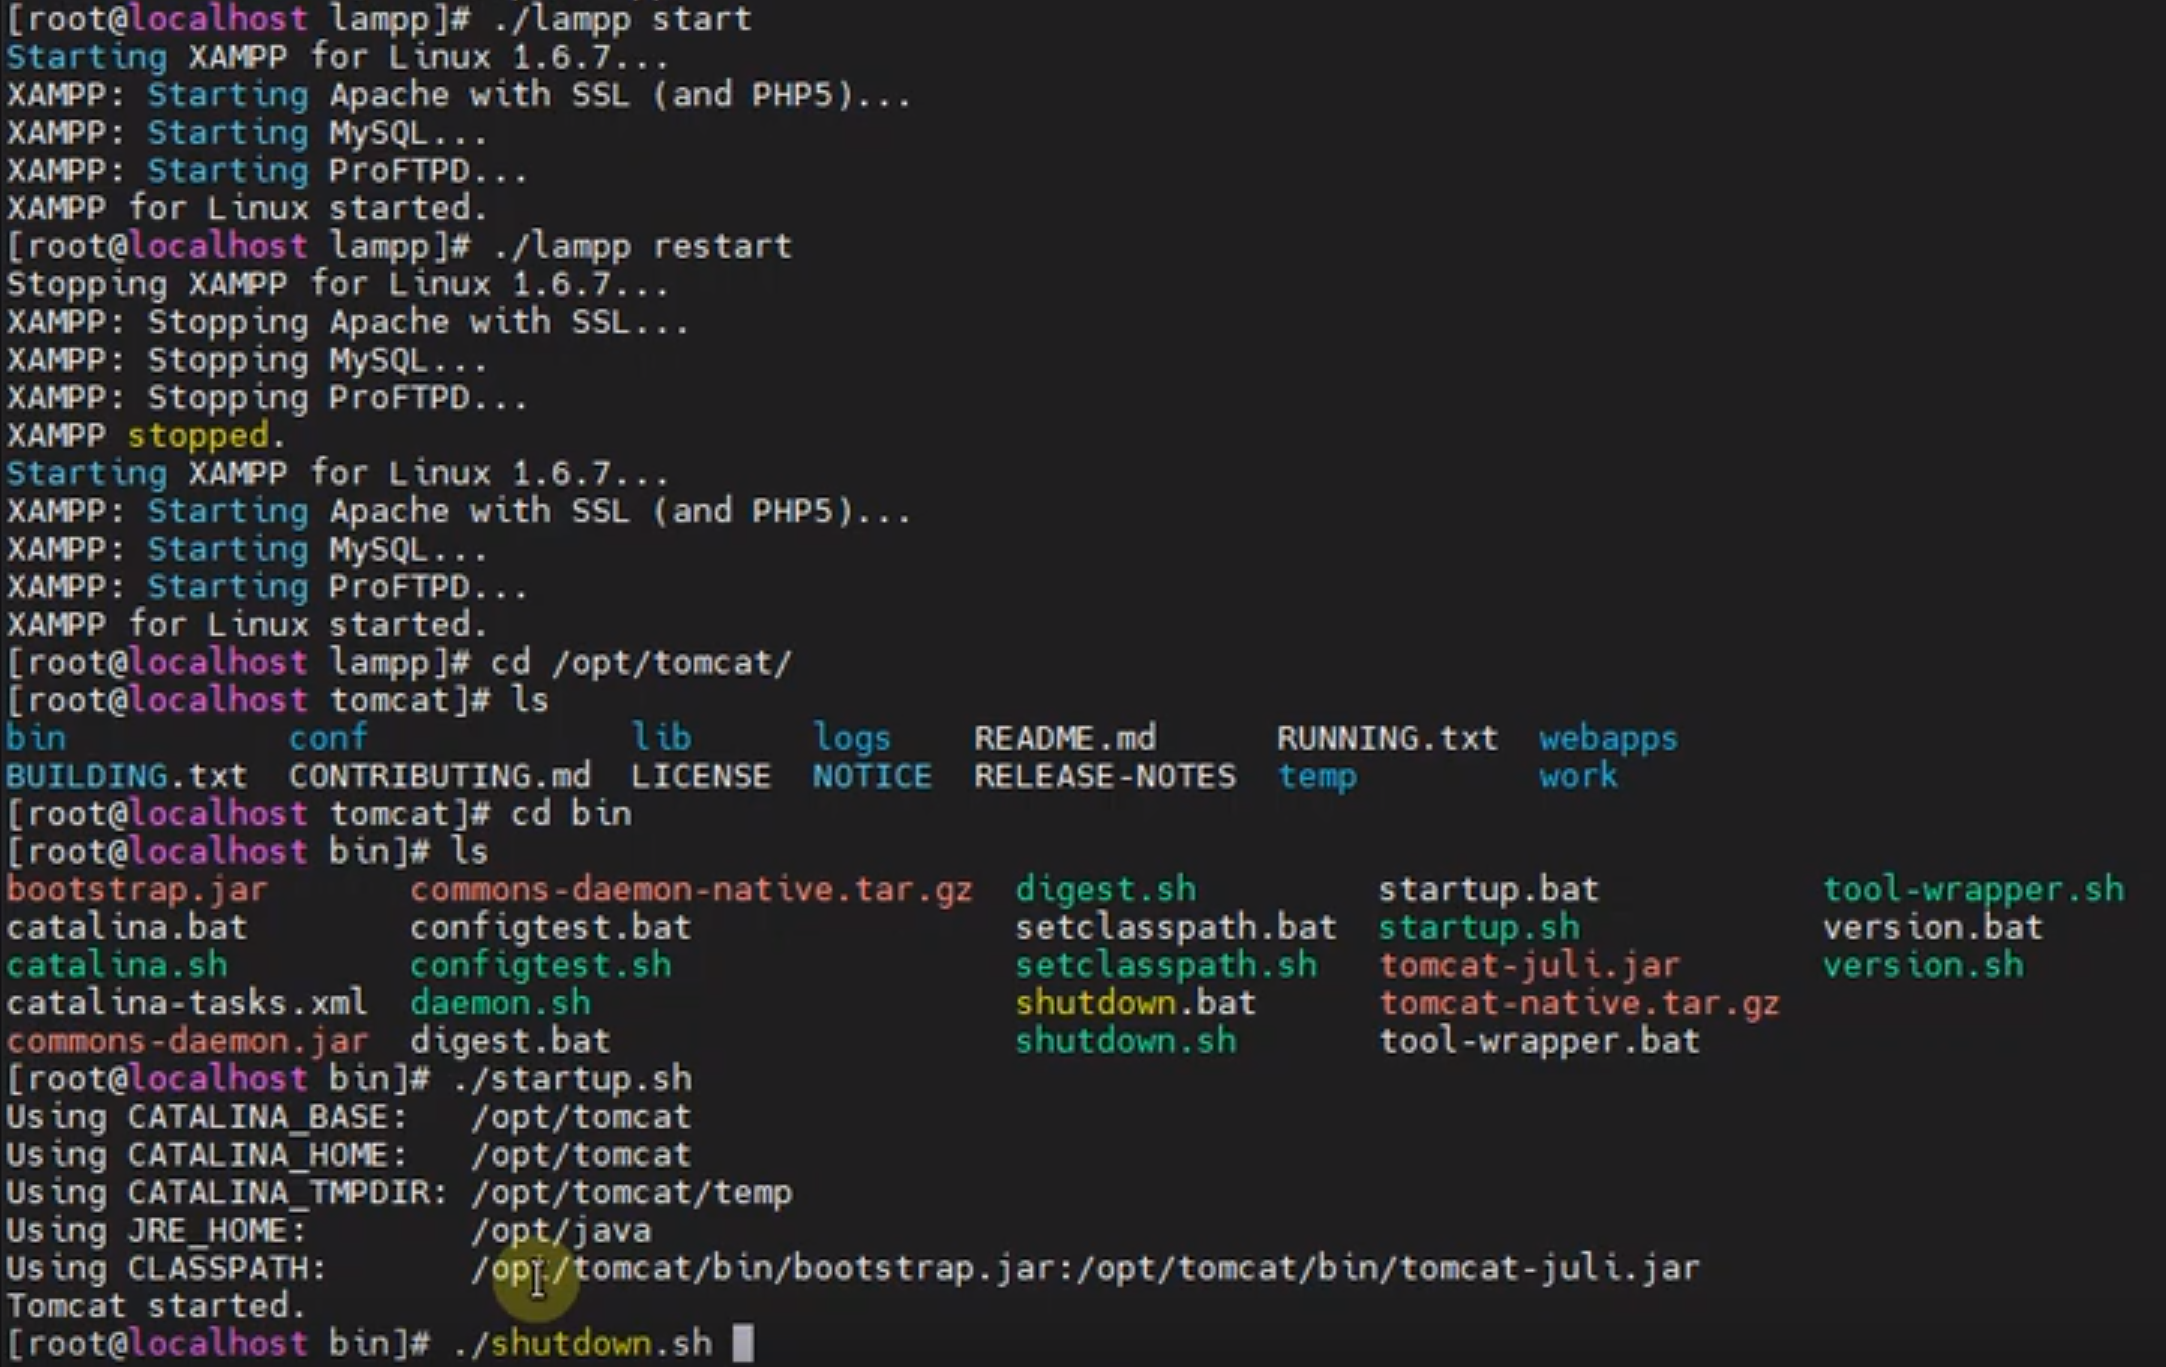 [root@localhost lampp]# ./lampp start
Starting XAMPP for Linux 1.6.7...
XAMPP: Starting Apache with SSL (and PHP5)...
XAMPP: Starting MySQL...
XAMPP: Starting ProFTPD...
XAMPP for Linux started.
[root@localhost lampp]# ./lampp restart
Stopping XAMPP for Linux 1.6.7...
XAMPP: Stopping Apache with SSL...
XAMPP: Stopping MySQL...
XAMPP: Stopping ProFTPD...
XAMPP stopped.
Starting XAMPP for Linux 1.6.7...
XAMPP: Starting Apache with SSL (and PHP5)...
XAMPP: Starting MySQL...
XAMPP: Starting ProFTPD...
XAMPP for Linux started.
[root@localhost lampp]# cd /opt/tomcat/
[root@localhost tomcat]# ls
bin conf lib logs README.md RUNNING.txt webapps
BUILDING.txt CONTRIBUTING.md LICENSE NOTICE RELEASE-NOTES temp work
[root@localhost tomcat]# cd bin
[root@localhost bin]# ls
bootstrap.jar commons-daemon-native.tar.gz digest.sh startup.bat tool-wrapper.sh
catalina.bat configtest.bat setclasspath.bat startup.sh version.bat
catalina.sh configtest.sh setclasspath.sh tomcat-juli.jar version.sh
catalina-tasks.xml daemon.sh shutdown.bat tomcat-native.tar.gz
commons-daemon.jar digest.bat shutdown.sh tool-wrapper.bat
[root@localhost bin]# ./startup.sh
Using CATALINA_BASE: /opt/tomcat
Using CATALINA_HOME: /opt/tomcat
Using CATALINA_TMPDIR: /opt/tomcat/temp
Using JRE_HOME: /opt/java
Using CLASSPATH: /opt/tomcat/bin/bootstrap.jar:/opt/tomcat/bin/tomcat-juli.jar
Tomcat started.
[root@localhost bin]# ./shutdown.sh